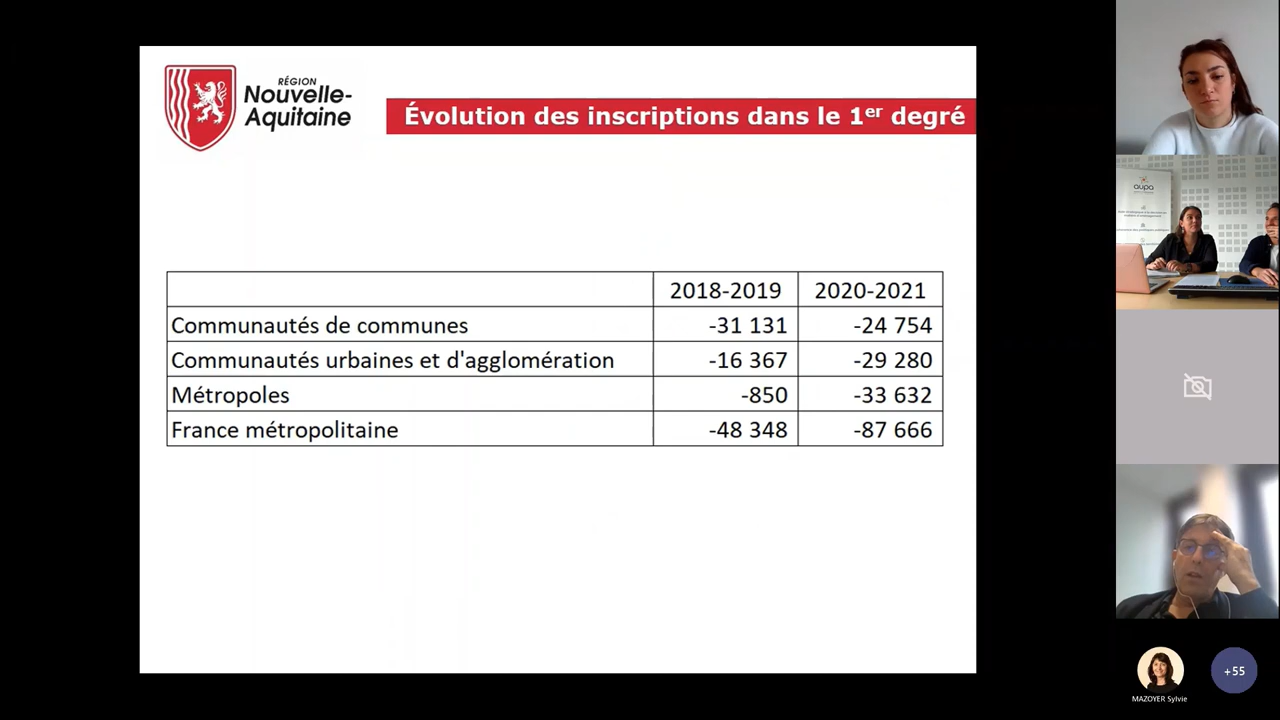 RÉGION
Nouvelle-
Aquitaine
Évolution des inscriptions dans le 1er degré
2018-2019 2020-2021
Communautés de communes -31 131 -24 754
Communautés urbaines et d'agglomération -16 367 -29 280
Métropoles -850 -33 632
France métropolitaine -48 348 -87 666
aupa
MAZOYER Sylvie
+55